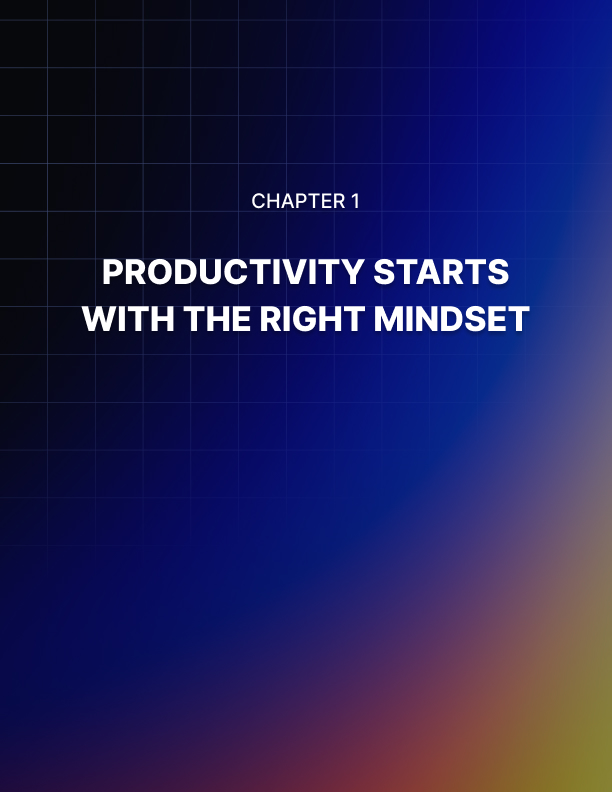 CHAPTER 1
PRODUCTIVITY STARTS
WITH THE RIGHT MINDSET